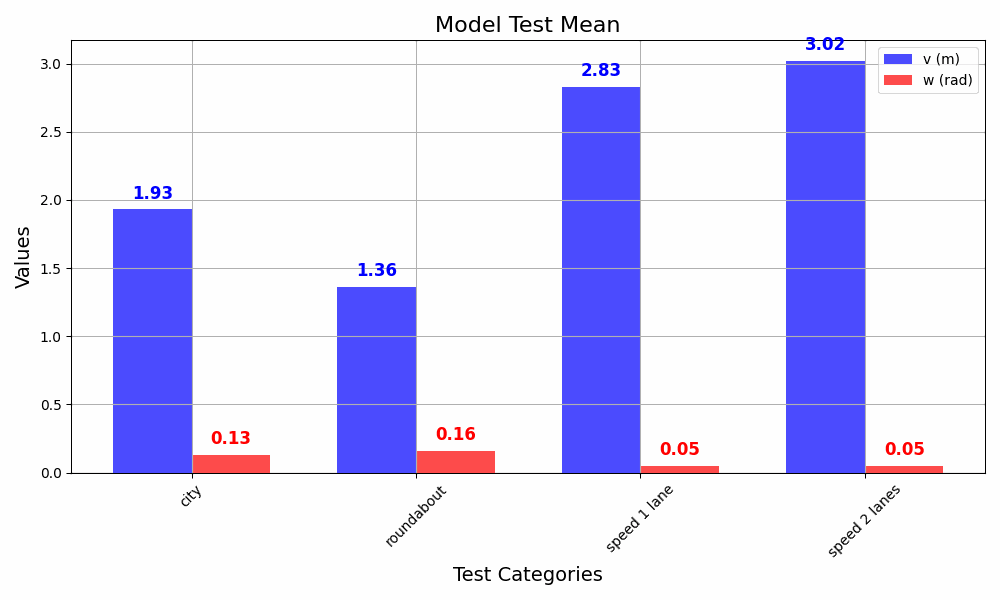 Model Test Mean
3.02
v (m)
w (rad)
2.83
1.93
1.36
0.13
0.16
0.05
0.05
Values
3.0
2.5
2.0
1.5
1.0
0.5
0.0
city
roundabout
speed 1 lane
speed 2 lanes
Test Categories